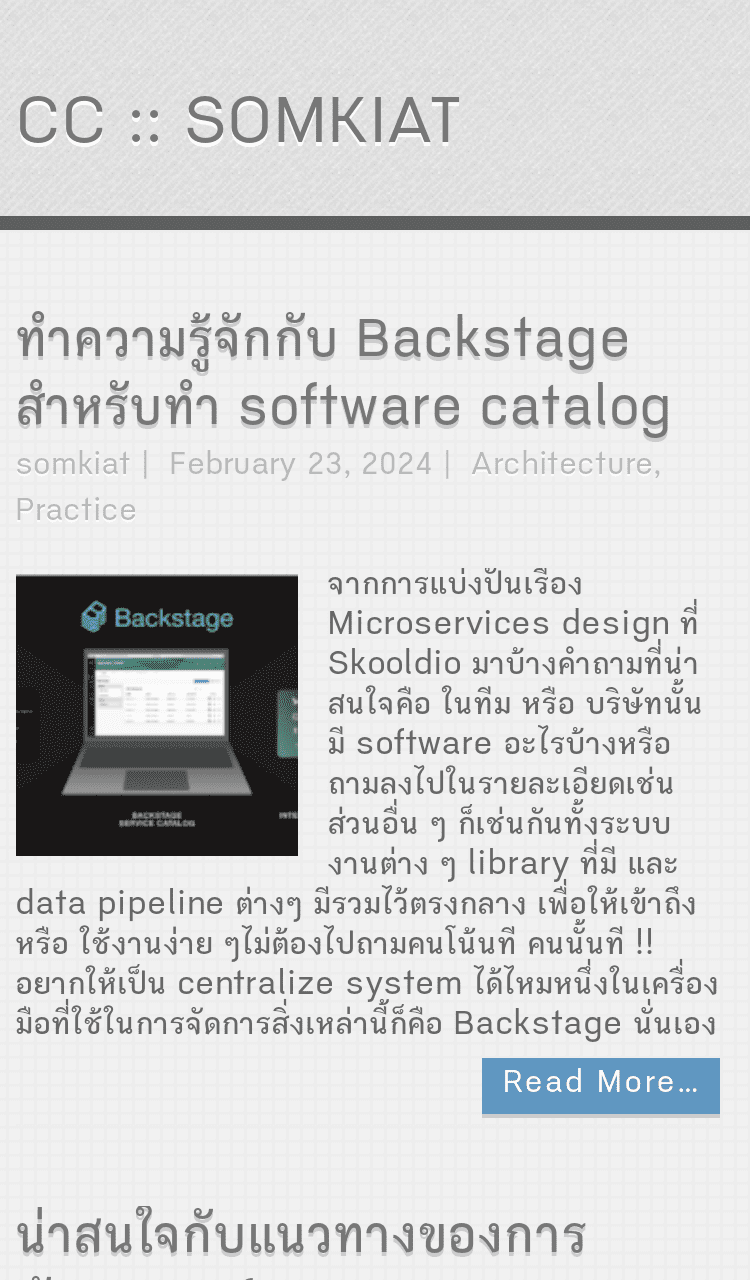 CC :: SOMKIAT
ทำความรู้จักกับ Backstage
สำหรับทำ software catalog
somkiat | February 23, 2024 | Architecture,
Practice
Backstage
BACKSTAGE
SERVICE CATALOG
จากการแบ่งปันเรื่อง
Microservices design ที่
Skooldio มาบ้างคำถามที่น่า
สนใจคือ ในทีม หรือ บริษัทนั้น
มี software อะไรบ้างหรือ
ถามลงไปในรายละเอียดเช่น
ส่วนอื่น ๆ ก็เช่นกันทั้งระบบ
งานต่าง ๆ library ที่มี และ
data pipeline ต่างๆ มีรวมไว้ตรงกลาง เพื่อให้เข้าถึง
หรือ ใช้งานง่าย ๆไม่ต้องไปถามคนโน้นที คนนั้นที !!
อยากให้เป็น centralize system ได้ไหมหนึ่งในเครื่อง
มือที่ใช้ในการจัดการสิ่งเหล่านี้ก็คือ Backstage นั่นเอง
Read More…
น่าสนใจกับแนวทางของการ